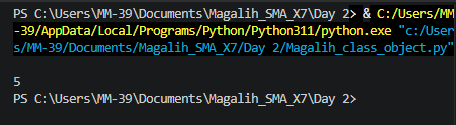 PS C:\Users\MM-39\Documents\Magalih_SMA_X7\Day 2> & C:/Users/MM
-39/AppData/Local/Programs/Python/Python311/python.exe "c:/User
s/MM-39/Documents/Magalih_SMA_X7/Day 2/Magalih_class_object.py"
5
PS C:\Users\MM-39\Documents\Magalih_SMA_X7\Day 2>